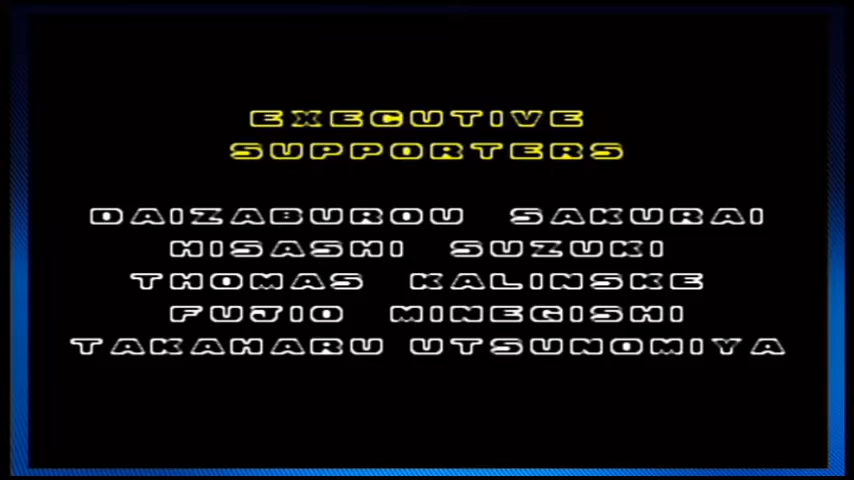 EXECUTIVE
SUPPORTERS
DAIZABUROU SAKURAI
HISASHI SUZUKI
THOMAS KALINSKE
FUJIO MINEGISHI
TAKAHARU UTSUNOMIYA